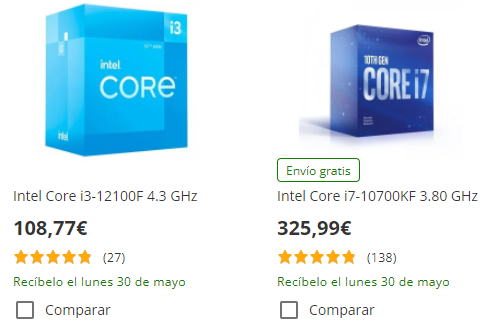 i3
intel
CORE
intel
Intel Core i3-12100F 4.3 GHz
108,77€
(27)
Recíbelo el lunes 30 de mayo
Comparar
intel
10TH GEN
CORE i7
Envío gratis
Intel Core i7-10700KF 3.80 GHz
325,99€
(138)
Recíbelo el lunes 30 de mayo
Comparar